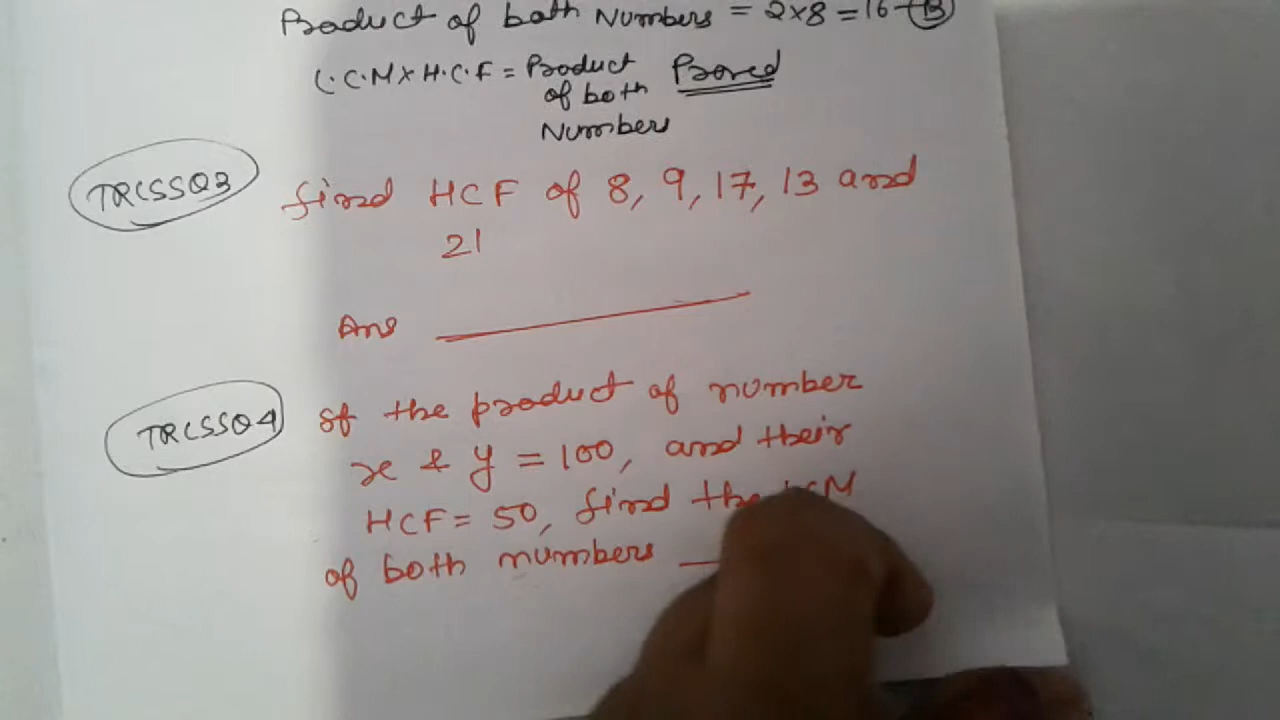 Product of both Numbers = 2×8 = 16 - B
L.C.M × H.C.F = Product of both Numbers Proved
TRCSSQ3
find HCF of 8, 9, 17, 13 and
21
Ans
TRCSSQ4
If the product of number
x & y = 100, and their
HCF = 50, find the LCM
of both numbers